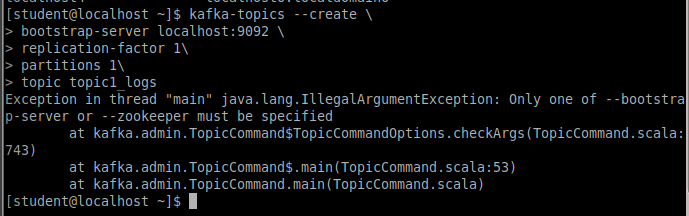 [student@localhost ~]$ kafka-topics --create \
> bootstrap-server localhost:9092 \
> replication-factor 1\
> partitions 1\
> topic topic1_logs
Exception in thread "main" java.lang.IllegalArgumentException: Only one of --bootstra
p-server or --zookeeper must be specified
        at kafka.admin.TopicCommand$TopicCommandOptions.checkArgs(TopicCommand.scala:
743)
        at kafka.admin.TopicCommand$.main(TopicCommand.scala:53)
        at kafka.admin.TopicCommand.main(TopicCommand.scala)
[student@localhost ~]$